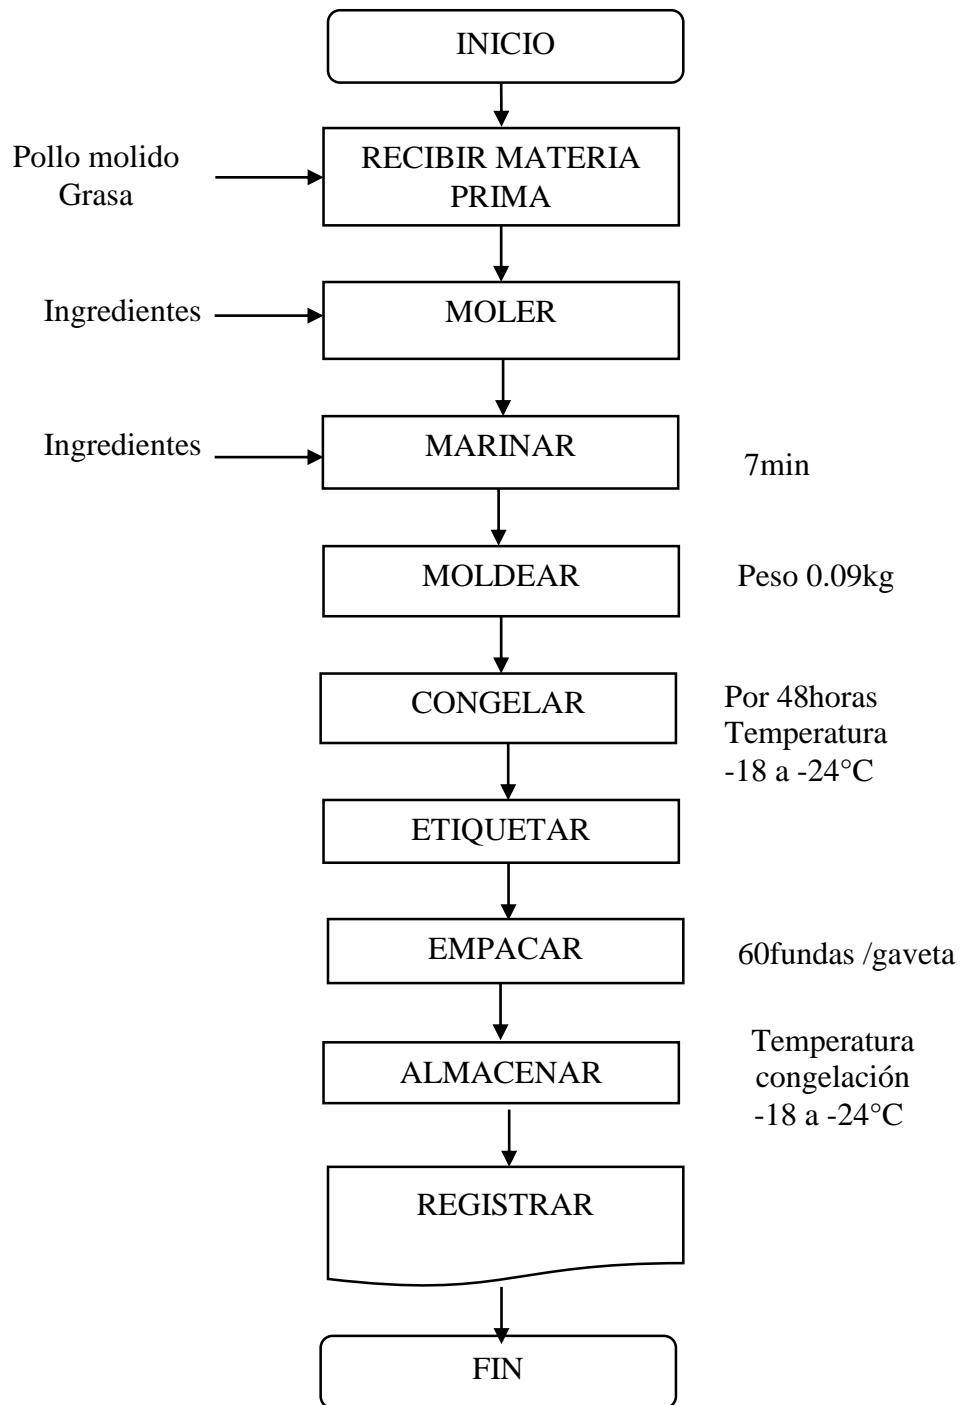 INICIO
Pollo molido
Grasa
RECIBIR MATERIA
PRIMA
Ingredientes
MOLER
Ingredientes
MARINAR
7min
MOLDEAR
Peso 0.09kg
CONGELAR
Por 48horas
Temperatura
-18 a -24°C
ETIQUETAR
EMPACAR
60fundas /gaveta
ALMACENAR
Temperatura
congelación
-18 a -24°C
REGISTRAR
FIN